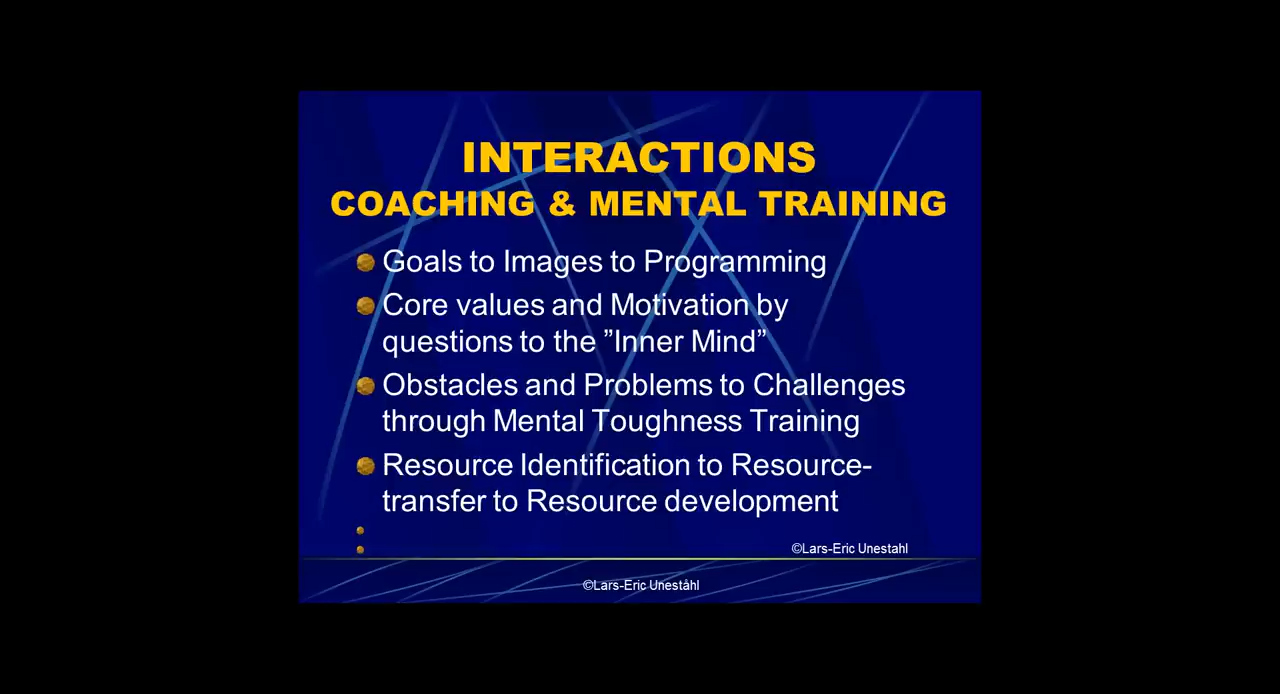 INTERACTIONS
COACHING & MENTAL TRAINING
Goals to Images to Programming
Core values and Motivation by
questions to the ”Inner Mind”
Obstacles and Problems to Challenges
through Mental Toughness Training
Resource Identification to Resource-
transfer to Resource development
©Lars-Eric Unestahl
©Lars-Eric Uneståhl